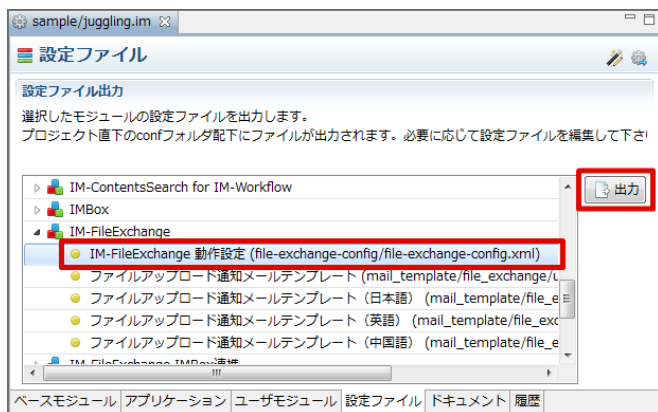 sample/juggling.im
設定ファイル
設定ファイル出力
選択したモジュールの設定ファイルを出力します。
プロジェクト直下のconfフォルダ配下にファイルが出力されます。必要に応じて設定ファイルを編集して下さ
IM-ContentsSearch for IM-Workflow
出力
IMBox
IM-FileExchange
IM-FileExchange 動作設定 (file-exchange-config/file-exchange-config.xml)
ファイルアップロード通知メールテンプレート (mail_template/file_exchange/u
ファイルアップロード通知メールテンプレート（日本語） (mail_template/file_e
ファイルアップロード通知メールテンプレート（英語） (mail_template/file_exc
ファイルアップロード通知メールテンプレート（中国語） (mail_template/file_e
IM-FileExchange IMBox連携
ベースモジュール アプリケーション ユーザモジュール 設定ファイル ドキュメント 履歴